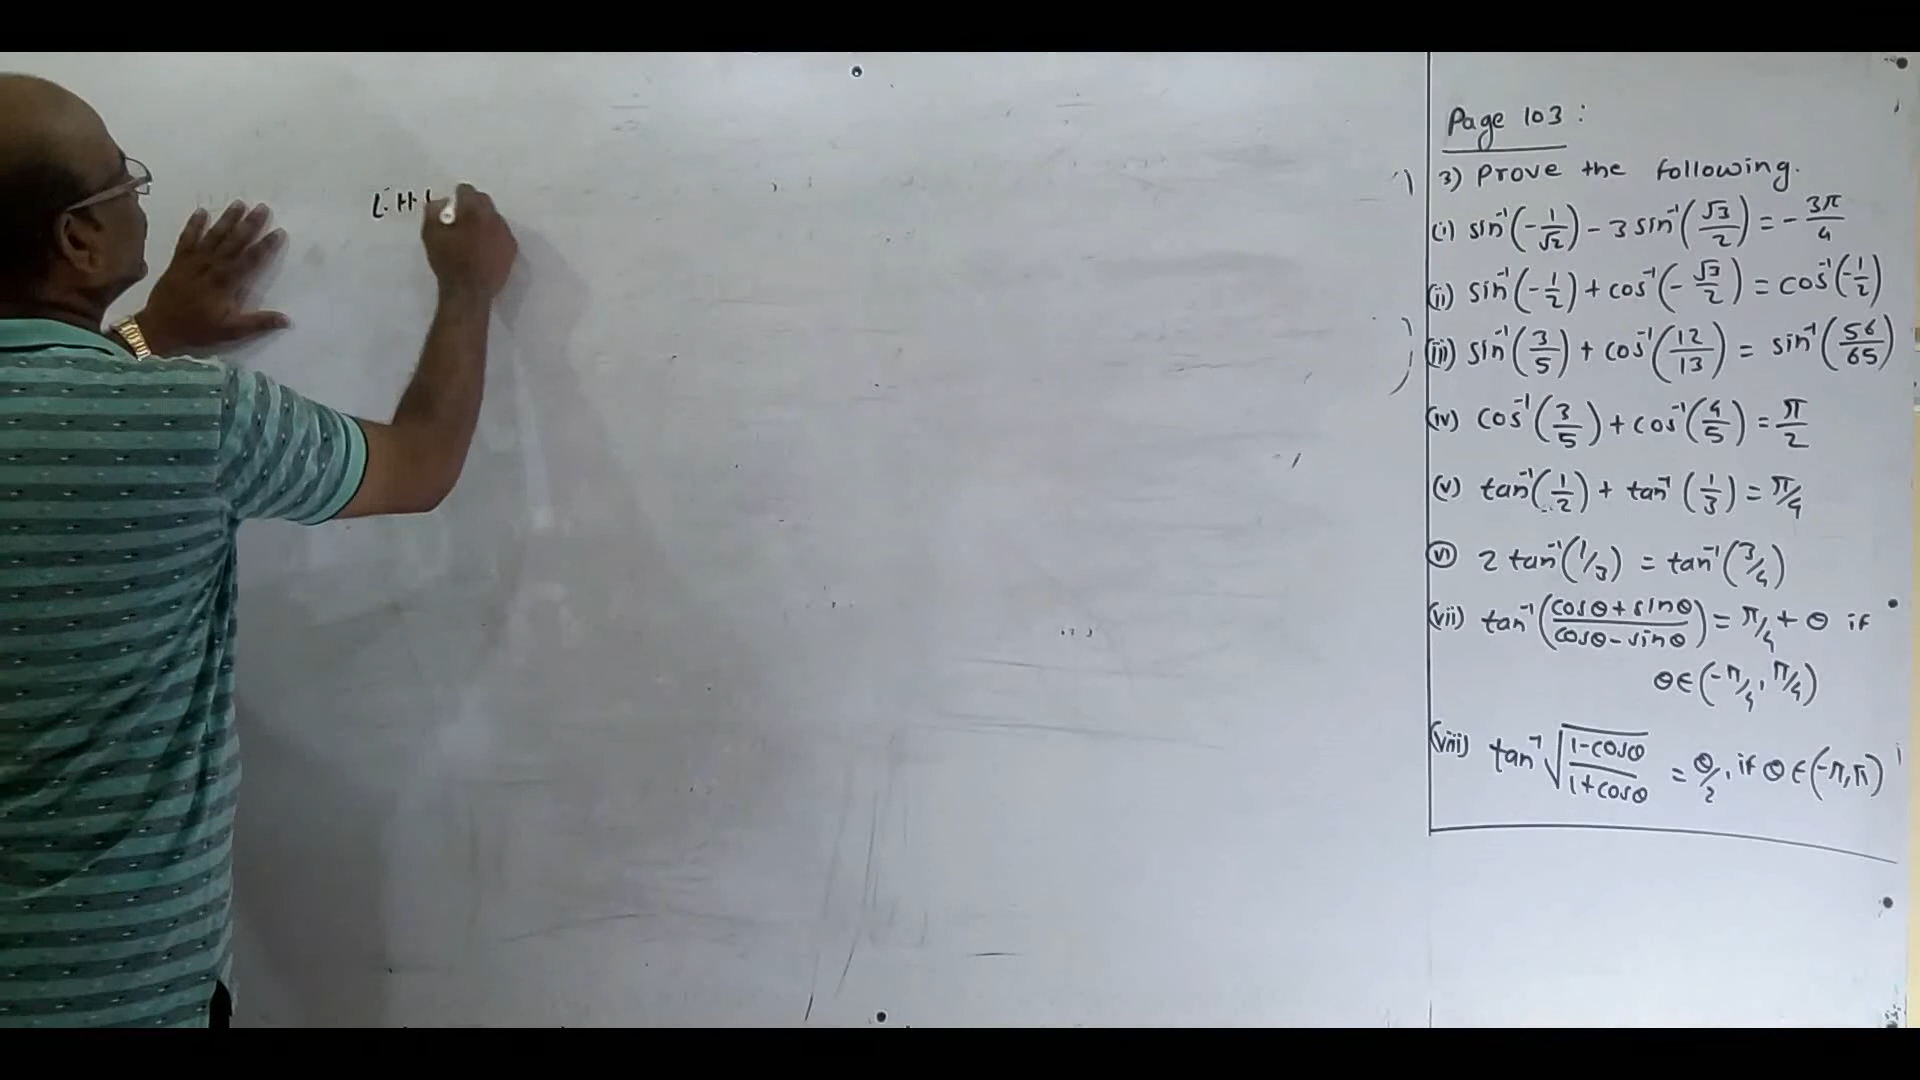 L.H.
Page 103 :
3) Prove the following.
(i) sin⁻¹(-1/√2) - 3 sin⁻¹(√3/2) = - 3π/4
(ii) sin⁻¹(-1/2) + cos⁻¹(-√3/2) = cos⁻¹(-1/2)
(iii) sin⁻¹(3/5) + cos⁻¹(12/13) = sin⁻¹(56/65)
(iv) cos⁻¹(3/5) + cos⁻¹(4/5) = π/2
(v) tan⁻¹(1/2) + tan⁻¹(1/3) = π/4
(vi) 2 tan⁻¹(1/3) = tan⁻¹(3/4)
(vii) tan⁻¹((cosθ+sinθ)/(cosθ-sinθ)) = π/4 + θ if
θ∈(-π/4, π/4)
(viii) tan⁻¹√((1-cosθ)/(1+cosθ)) = θ/2, if θ∈(-π,π)